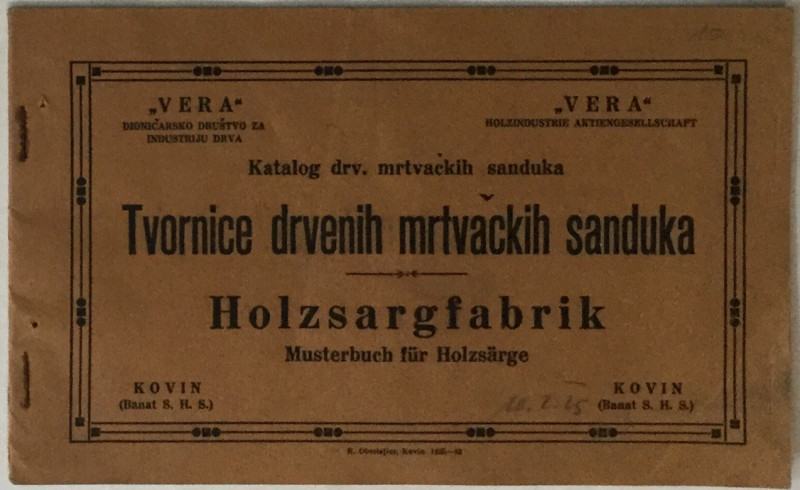 „VERA“
DIONIČARSKO DRUŠTVO ZA
INDUSTRIJU DRVA
„VERA“
HOLZINDUSTRIE AKTIENGESELLSCHAFT
Katalog drv. mrtvačkih sanduka
Tvornice drvenih mrtvačkih sanduka
Holzsargfabrik
Musterbuch für Holzsärge
KOVIN
(Banat S. H. S.)
KOVIN
(Banat S. H. S.)
Kovin